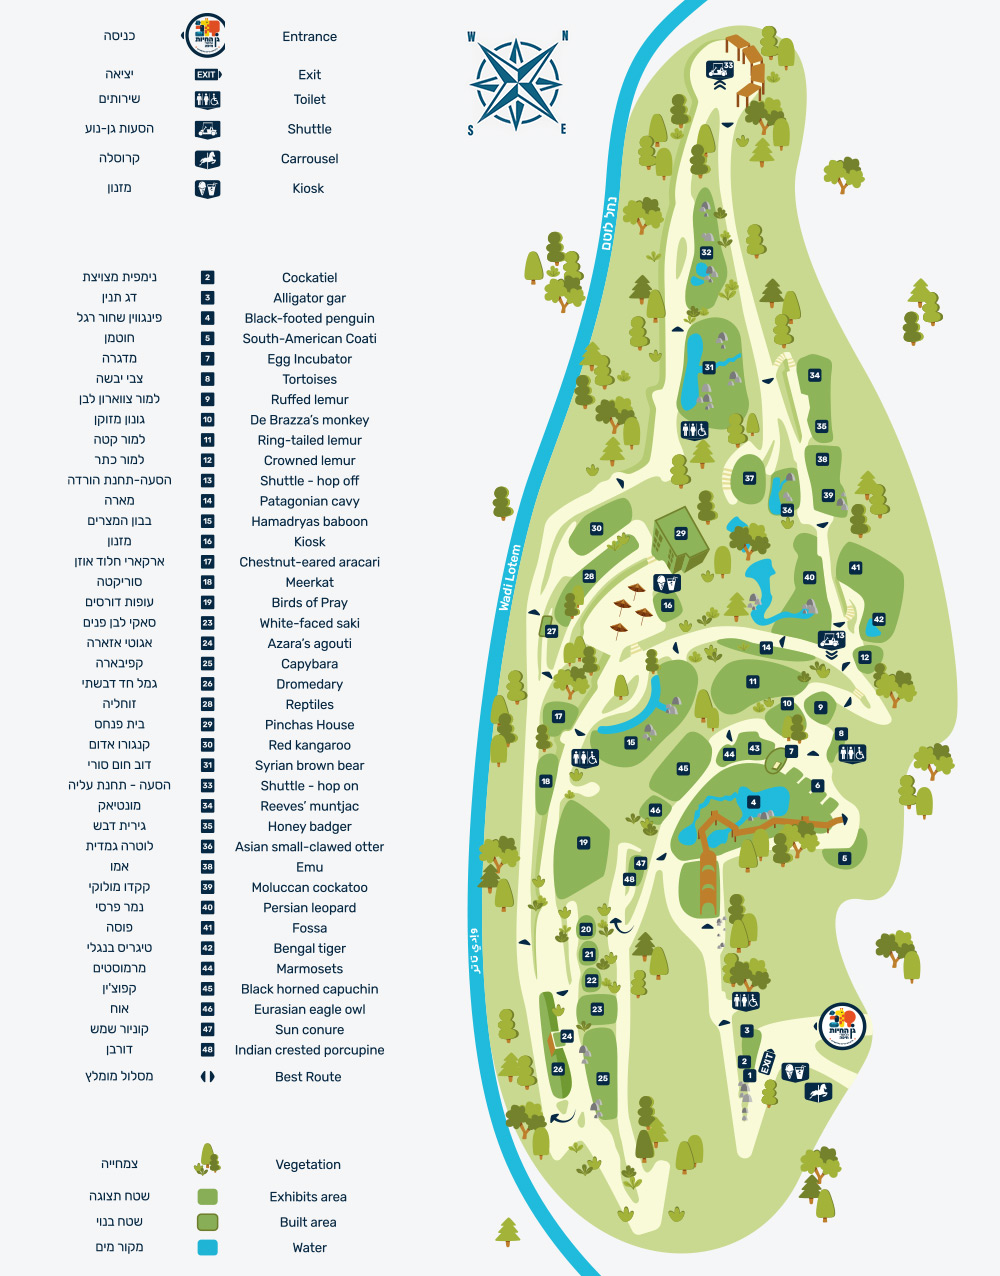 כניסה Entrance
יציאה EXIT Exit
שירותים Toilet
הסעות גן-נוע Shuttle
קרוסלה Carrousel
מזנון Kiosk
נימפית מצויצת 2 Cockatiel
דג תנין 3 Alligator gar
פינגווין שחור רגל 4 Black-footed penguin
חוטמן 5 South-American Coati
מדגרה 7 Egg Incubator
צבי יבשה 8 Tortoises
למור צווארון לבן 9 Ruffed lemur
גונון מזוקן 10 De Brazza's monkey
למור קטה 11 Ring-tailed lemur
למור כתר 12 Crowned lemur
הסעה-תחנת הורדה 13 Shuttle - hop off
מארה 14 Patagonian cavy
בבון המצרים 15 Hamadryas baboon
מזנון 16 Kiosk
ארקארי חלוד אוזן 17 Chestnut-eared aracari
סוריקטה 18 Meerkat
עופות דורסים 19 Birds of Pray
סאקי לבן פנים 23 White-faced saki
אגוטי אזארה 24 Azara's agouti
קפיבארה 25 Capybara
גמל חד דבשתי 26 Dromedary
זוחליה 28 Reptiles
בית פנחס 29 Pinchas House
קנגורו אדום 30 Red kangaroo
דוב חום סורי 31 Syrian brown bear
הסעה - תחנת עליה 33 Shuttle - hop on
מונטיאק 34 Reeves' muntjac
גירית דבש 35 Honey badger
לוטרה גמדית 36 Asian small-clawed otter
אמו 38 Emu
קקדו מולוקי 39 Moluccan cockatoo
נמר פרסי 40 Persian leopard
פוסה 41 Fossa
טיגריס בנגלי 42 Bengal tiger
מרמוסטים 44 Marmosets
קפוצ'ין 45 Black horned capuchin
אוח 46 Eurasian eagle owl
קוניור שמש 47 Sun conure
דורבן 48 Indian crested porcupine
מסלול מומלץ Best Route
צמחייה Vegetation
שטח תצוגה Exhibits area
שטח בנוי Built area
מקור מים Water
W N
S E
33
נחל לוטם
32
31
34
35
38
37
39
36
30
29
Wadi Lotem
28
40
41
16
42
27
13
14
12
11
10
9
17
15
8
43
44
7
45
18
6
4
46
19
5
47
48
20
21
22
23
3
24
2
EXIT
26
1
25
גן החיות